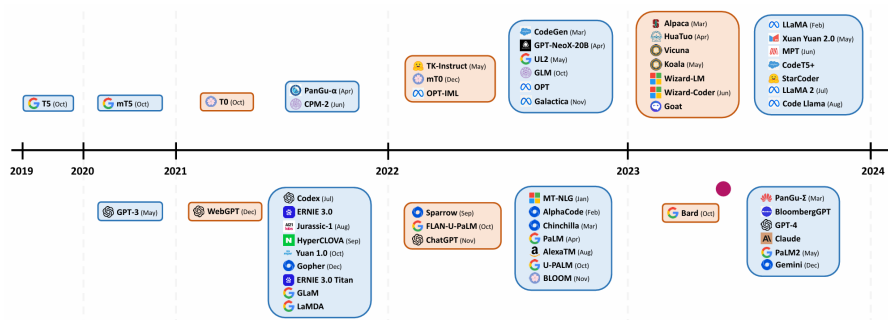 T5 (Oct)
mT5 (Oct)
T0 (Oct)
PanGu-α (Apr)
CPM-2 (Jun)
TK-Instruct (May)
mT0 (Dec)
OPT-IML
CodeGen (Mar)
GPT-NeoX-20B (Apr)
UL2 (May)
GLM (Oct)
OPT
Galactica (Nov)
Alpaca (Mar)
HuaTuo (Apr)
Vicuna
Koala (May)
Wizard-LM
Wizard-Coder (Jun)
Goat
LLaMA (Feb)
Xuan Yuan 2.0 (May)
MPT (Jun)
CodeT5+
StarCoder
LLaMA 2 (Jul)
Code Llama (Aug)
2019 2020 2021 2022 2023 2024
GPT-3 (May)
WebGPT (Dec)
Codex (Jul)
ERNIE 3.0
Jurassic-1 (Aug)
HyperCLOVA (Sep)
Yuan 1.0 (Oct)
Gopher (Dec)
ERNIE 3.0 Titan
GLaM
LaMDA
Sparrow (Sep)
FLAN-U-PaLM (Oct)
ChatGPT (Nov)
MT-NLG (Jan)
AlphaCode (Feb)
Chinchilla (Mar)
PaLM (Apr)
AlexaTM (Aug)
U-PALM (Oct)
BLOOM (Nov)
Bard (Oct)
PanGu-Σ (Mar)
BloombergGPT
GPT-4
Claude
PaLM2 (May)
Gemini (Dec)